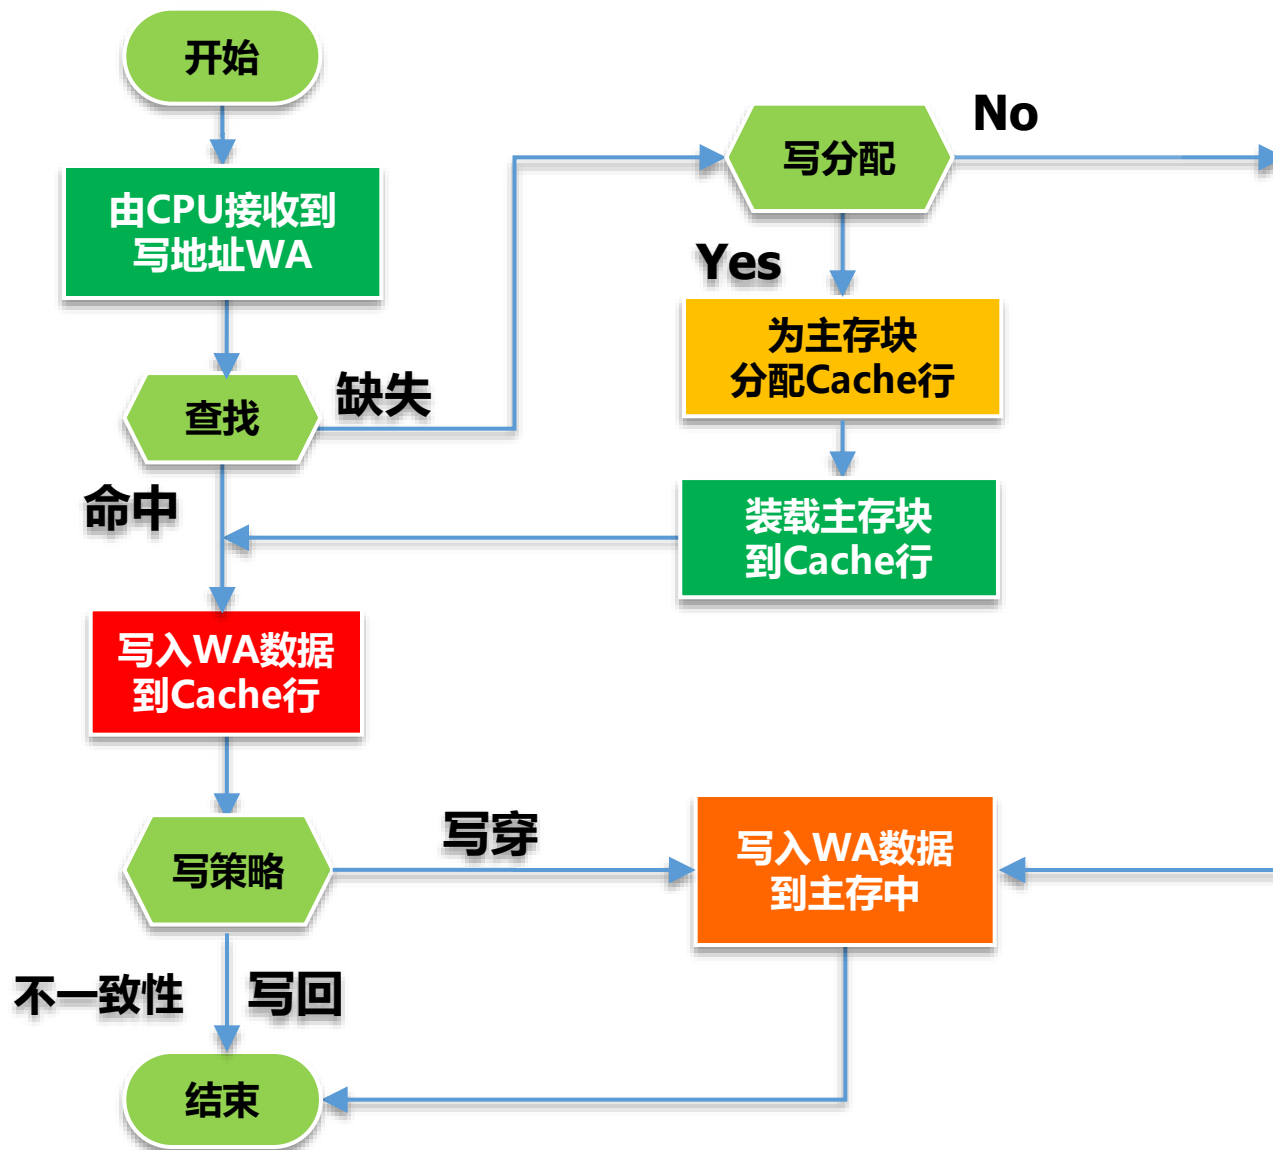 开始
由CPU接收到
写地址WA
查找
缺失
命中
写分配
No
Yes
为主存块
分配Cache行
装载主存块
到Cache行
写入WA数据
到Cache行
写策略
写穿
写入WA数据
到主存中
不一致性
写回
结束